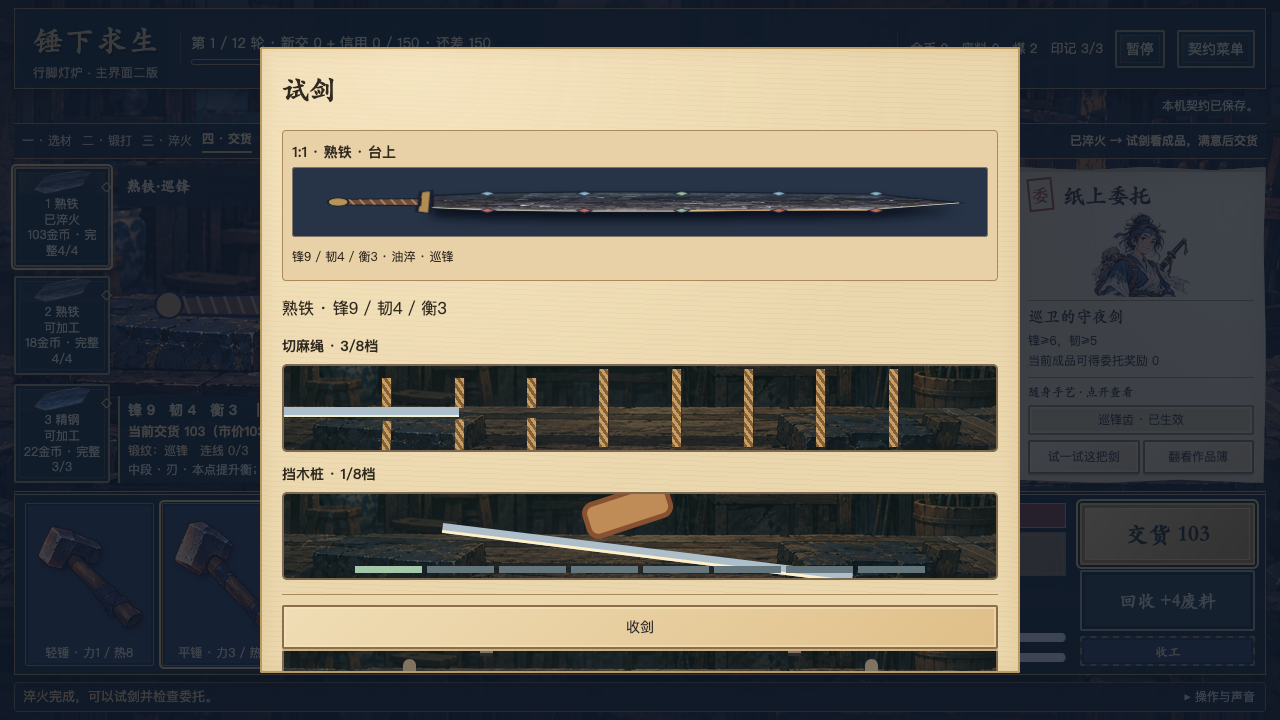 锤下求生
行脚灯炉 · 主界面二版
第 1 / 12 轮 · 新交 0 + 信用 0 / 150 · 还差 150
印记 3/3
暂停
契约菜单
本机契约已保存。
一 · 选材
二 · 锻打
三 · 淬火
四 · 交货
已淬火 → 试剑看成品，满意后交货
1 熟铁
已淬火
103金币 · 完
整4/4
2 熟铁
可加工
18金币 · 完整
4/4
3 精钢
可加工
22金币 · 完整
3/3
熟铁·巡锋
锋 9 韧 4 衡 3
当前交货 103（市价10
锻纹：巡锋 连线 0/3
中段 · 刃 · 本点提升衡；
试剑
1:1 · 熟铁 · 台上
锋9 / 韧4 / 衡3 · 油淬 · 巡锋
熟铁 · 锋9 / 韧4 / 衡3
切麻绳 · 3/8档
挡木桩 · 1/8档
收剑
委
纸上委托
巡卫的守夜剑
锋≥6，韧≥5
当前成品可得委托奖励 0
随身手艺 · 点开查看
巡锋齿 · 已生效
试一试这把剑
翻看作品簿
轻锤 · 力1 / 热8
平锤 · 力3 / 热
交货 103
回收 +4废料
收工
淬火完成，可以试剑并检查委托。
▸ 操作与声音